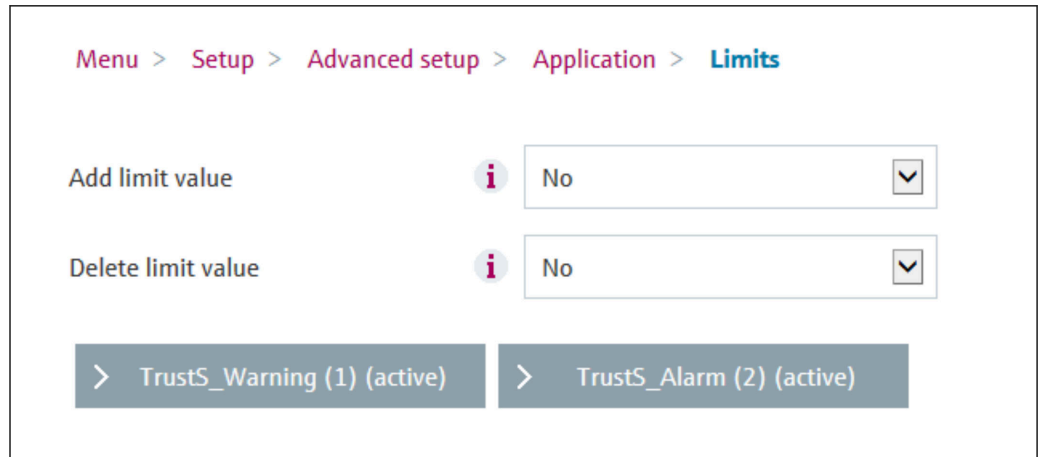 Menu > Setup > Advanced setup > Application > Limits
Add limit value i No
Delete limit value i No
> TrustS_Warning (1) (active) > TrustS_Alarm (2) (active)